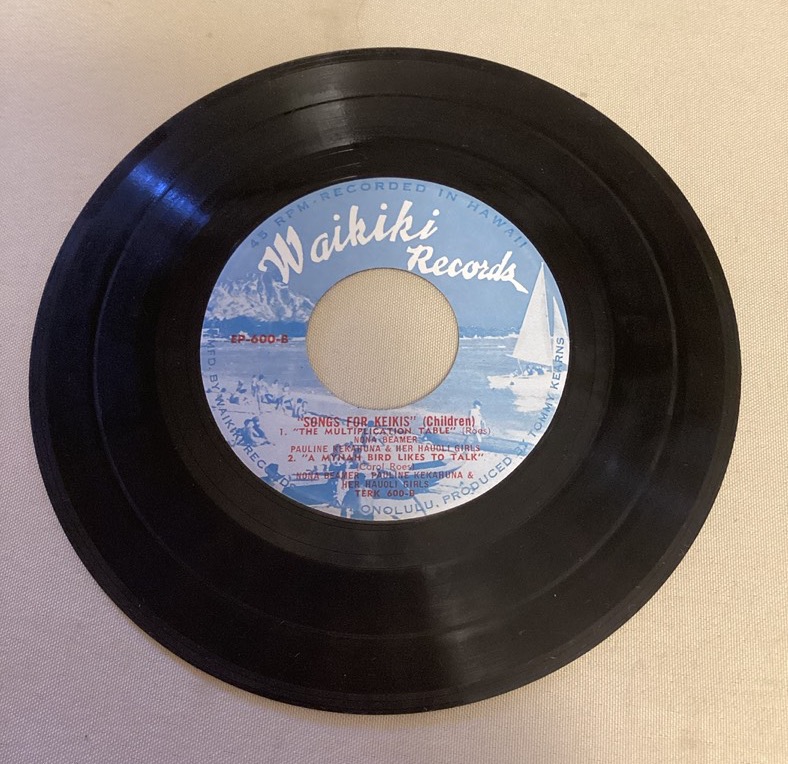 45 RPM-RECORDED IN HAWAII
Waikiki
Records
EP-600-B
"SONGS FOR KEIKIS" (Children)
1. "THE MULTIPLICATION TABLE" (Roes)
NONA BEAMER
PAULINE KEKAHUNA & HER HAUOLI GIRLS
2. "A MYNAH BIRD LIKES TO TALK"
(Carol Roes)
NONA BEAMER - PAULINE KEKAHUNA &
HER HAUOLI GIRLS
TERK 600-B
BY WAIKIKI RECORDS
HONOLULU, PRODUCED BY TOMMY KEARNS